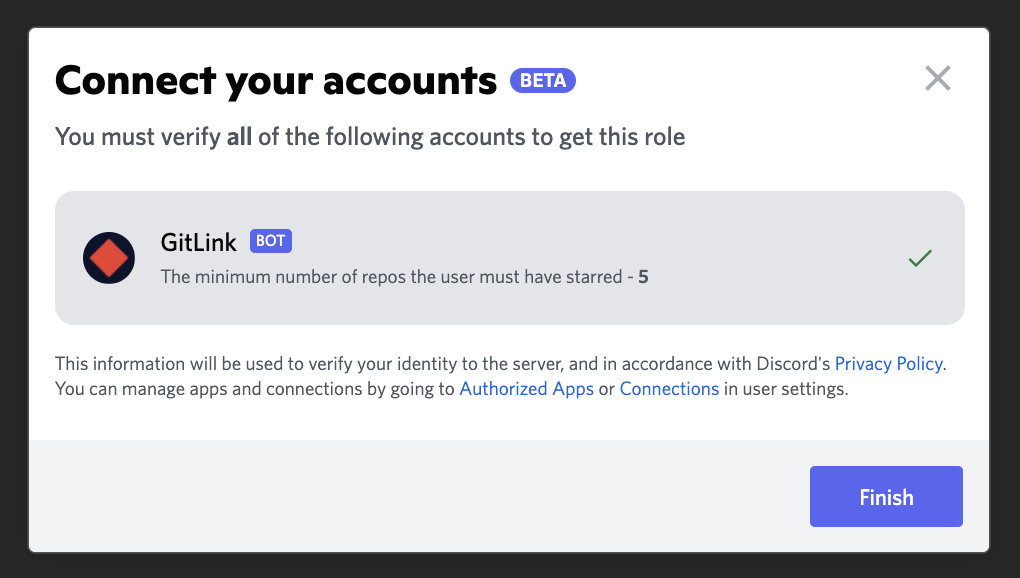 Connect your accounts BETA
You must verify all of the following accounts to get this role
GitLink BOT
The minimum number of repos the user must have starred - 5
This information will be used to verify your identity to the server, and in accordance with Discord's Privacy Policy.
You can manage apps and connections by going to Authorized Apps or Connections in user settings.
Finish